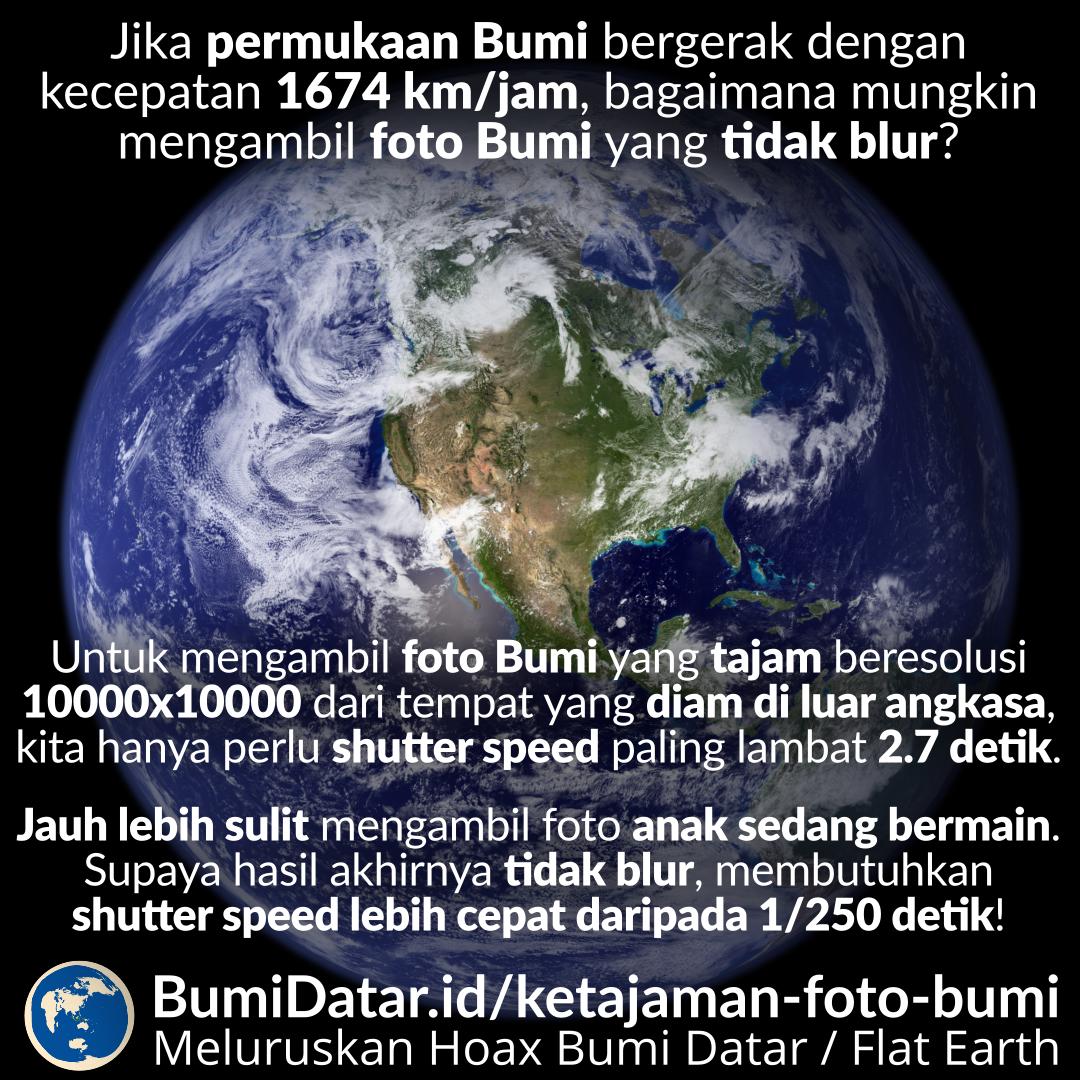 Jika permukaan Bumi bergerak dengan
kecepatan 1674 km/jam, bagaimana mungkin
mengambil foto Bumi yang tidak blur?
Untuk mengambil foto Bumi yang tajam beresolusi
10000x10000 dari tempat yang diam di luar angkasa,
kita hanya perlu shutter speed paling lambat 2.7 detik.
Jauh lebih sulit mengambil foto anak sedang bermain.
Supaya hasil akhirnya tidak blur, membutuhkan
shutter speed lebih cepat daripada 1/250 detik!
BumiDatar.id/ketajaman-foto-bumi
Meluruskan Hoax Bumi Datar / Flat Earth